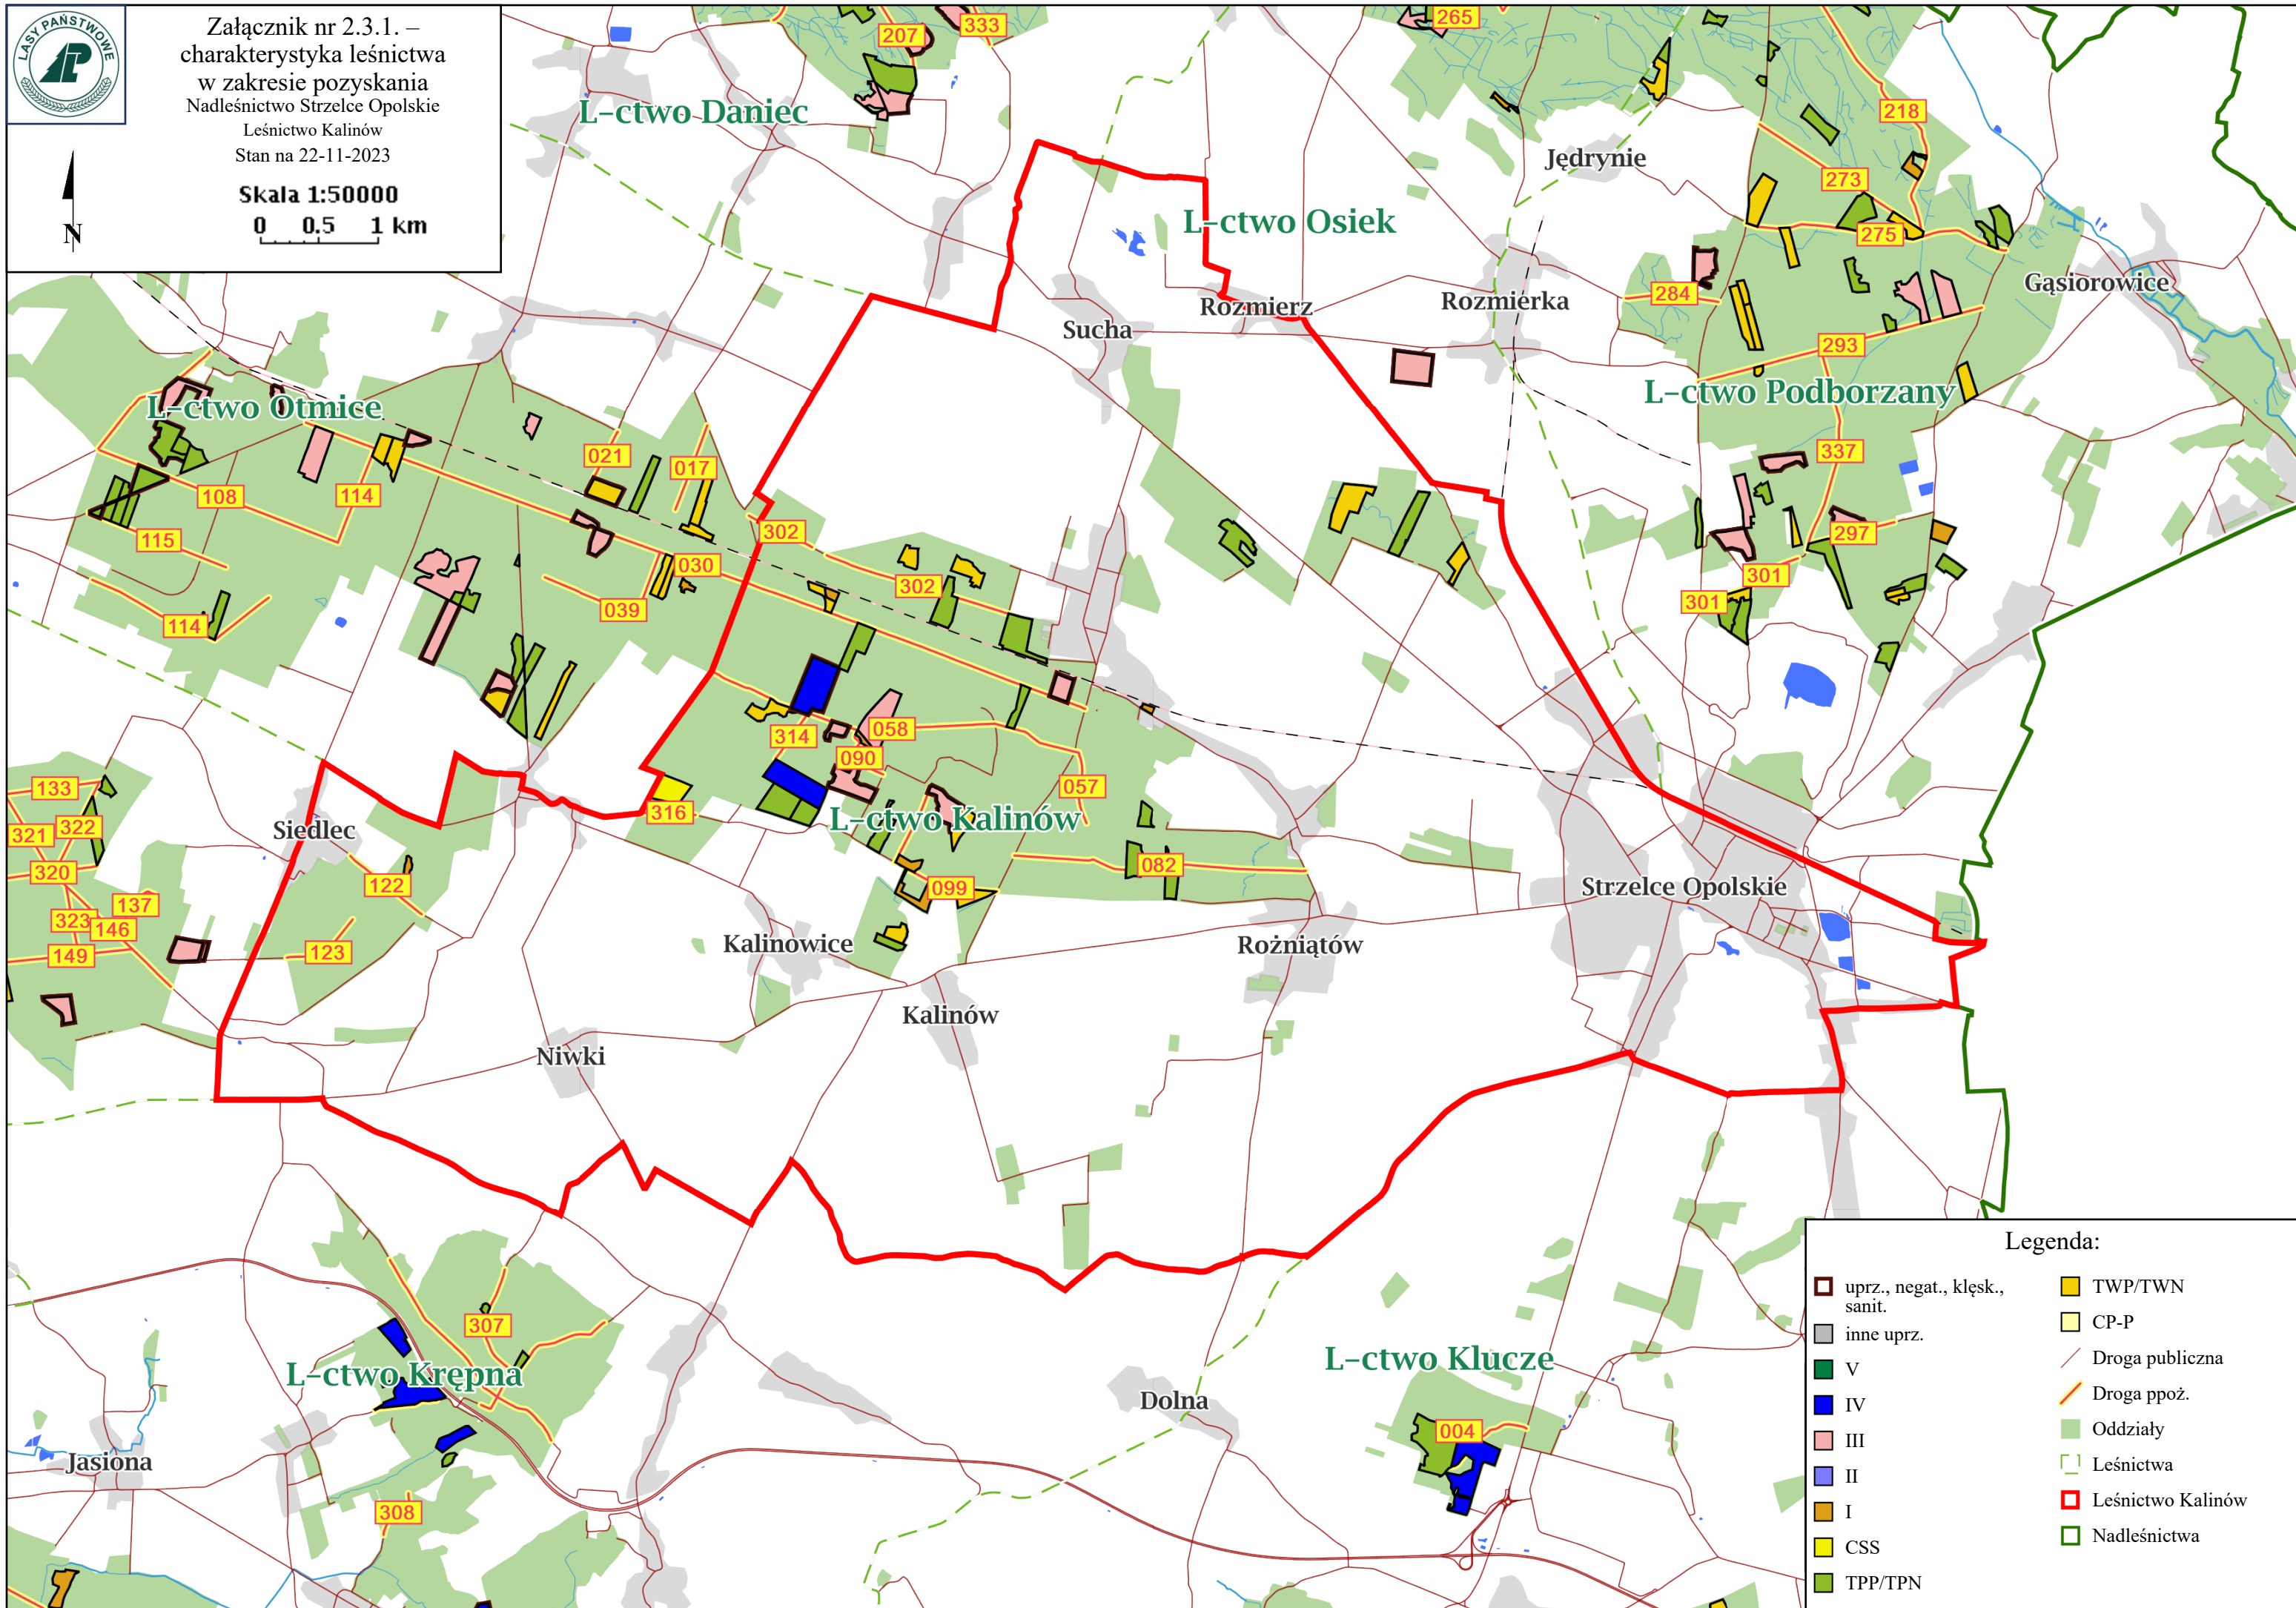 LASY PAŃSTWOWE
LP
Załącznik nr 2.3.1. –
charakterystyka leśnictwa
w zakresie pozyskania
Nadleśnictwo Strzelce Opolskie
Leśnictwo Kalinów
Stan na 22-11-2023
Skala 1:50000
0 0.5 1 km
N
207
333
265
L-ctwo Daniec
218
Jędrynie
273
L-ctwo Osiek
275
Gąsiorowice
284
Rozmierz
Rozmierka
Sucha
293
L-ctwo Podborzany
L-ctwo Otmice
021
017
337
108
114
302
297
115
030
302
301
039
301
114
314
058
090
057
133
316
L-ctwo Kalinów
322
321
Siedlec
320
082
122
099
Strzelce Opolskie
137
323
146
Kalinowice
Rożniątów
123
149
Kalinów
Niwki
307
L-ctwo Krępna
L-ctwo Klucze
Dolna
004
Jasiona
308
Legenda:
uprz., negat., klęsk.,
sanit.
inne uprz.
V
IV
III
II
I
CSS
TPP/TPN
TWP/TWN
CP-P
Droga publiczna
Droga ppoż.
Oddziały
Leśnictwa
Leśnictwo Kalinów
Nadleśnictwa